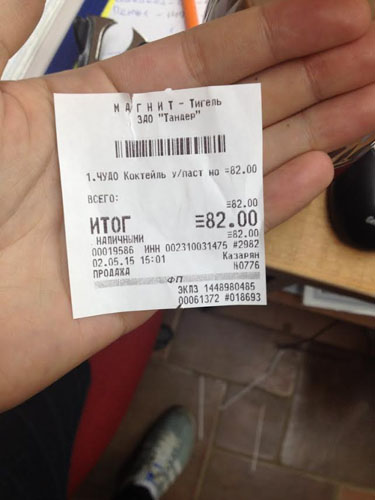 МАГНИТ - Тигель
ЗАО "Тандер"
1.ЧУДО Коктейль у/паст мо ≡82.00
ВСЕГО:
≡82.00
ИТОГ ≡82.00
НАЛИЧНЫМИ ≡82.00
00019586 ИНН 002310031475 #2982
02.05.15 15:01 Казарян
ПРОДАЖА №0776
ФП
ЭКЛЗ 1448980485
00061372 #018693